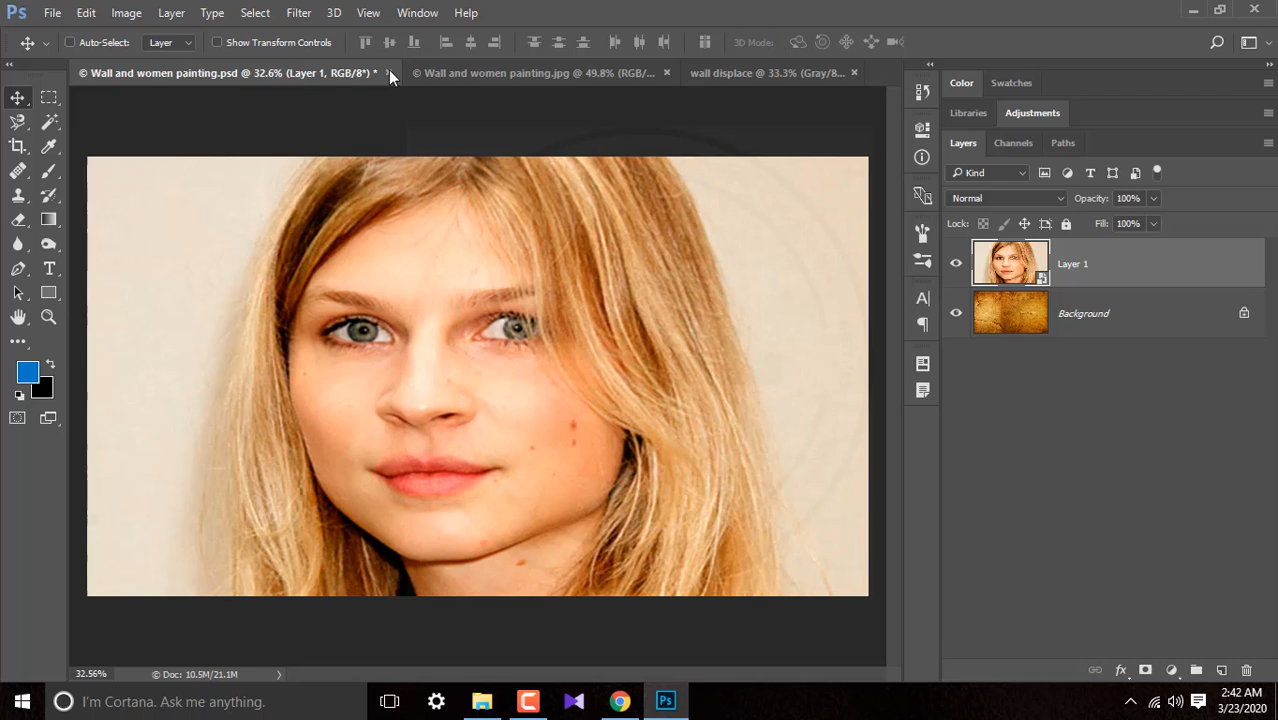 Ps File Edit Image Layer Type Select Filter 3D View Window Help
Auto-Select: Layer Show Transform Controls 3D Mode:
© Wall and women painting.psd @ 32.6% (Layer 1, RGB/8*) * © Wall and women painting.jpg @ 49.8% (RGB/... × wall displace @ 33.3% (Gray/8... ×
Color Swatches
Libraries Adjustments
Layers Channels Paths
Kind
Normal Opacity: 100%
Lock: Fill: 100%
Layer 1
Background
32.56% © Doc: 10.5M/21.1M
I'm Cortana. Ask me anything. Ps 2:42 AM
3/23/2020